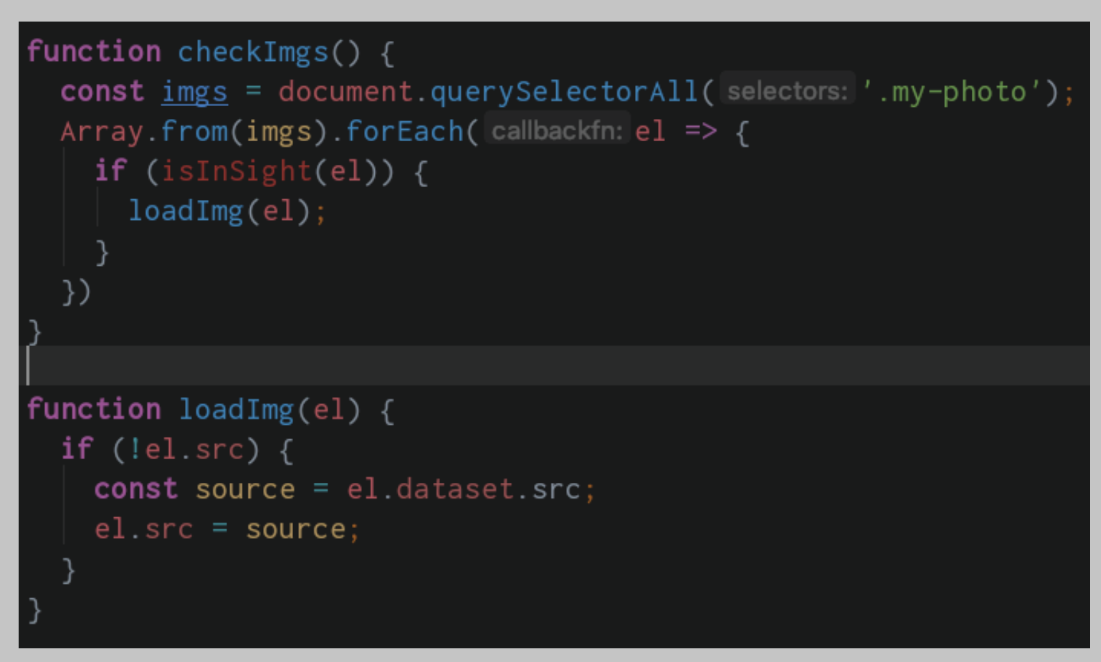 function checkImgs() {
const imgs = document.querySelectorAll( selectors: '.my-photo');
Array.from(imgs).forEach( callbackfn: el => {
if (isInSight(el)) {
loadImg(el);
}
})
}
function loadImg(el) {
if (!el.src) {
const source = el.dataset.src;
el.src = source;
}
}